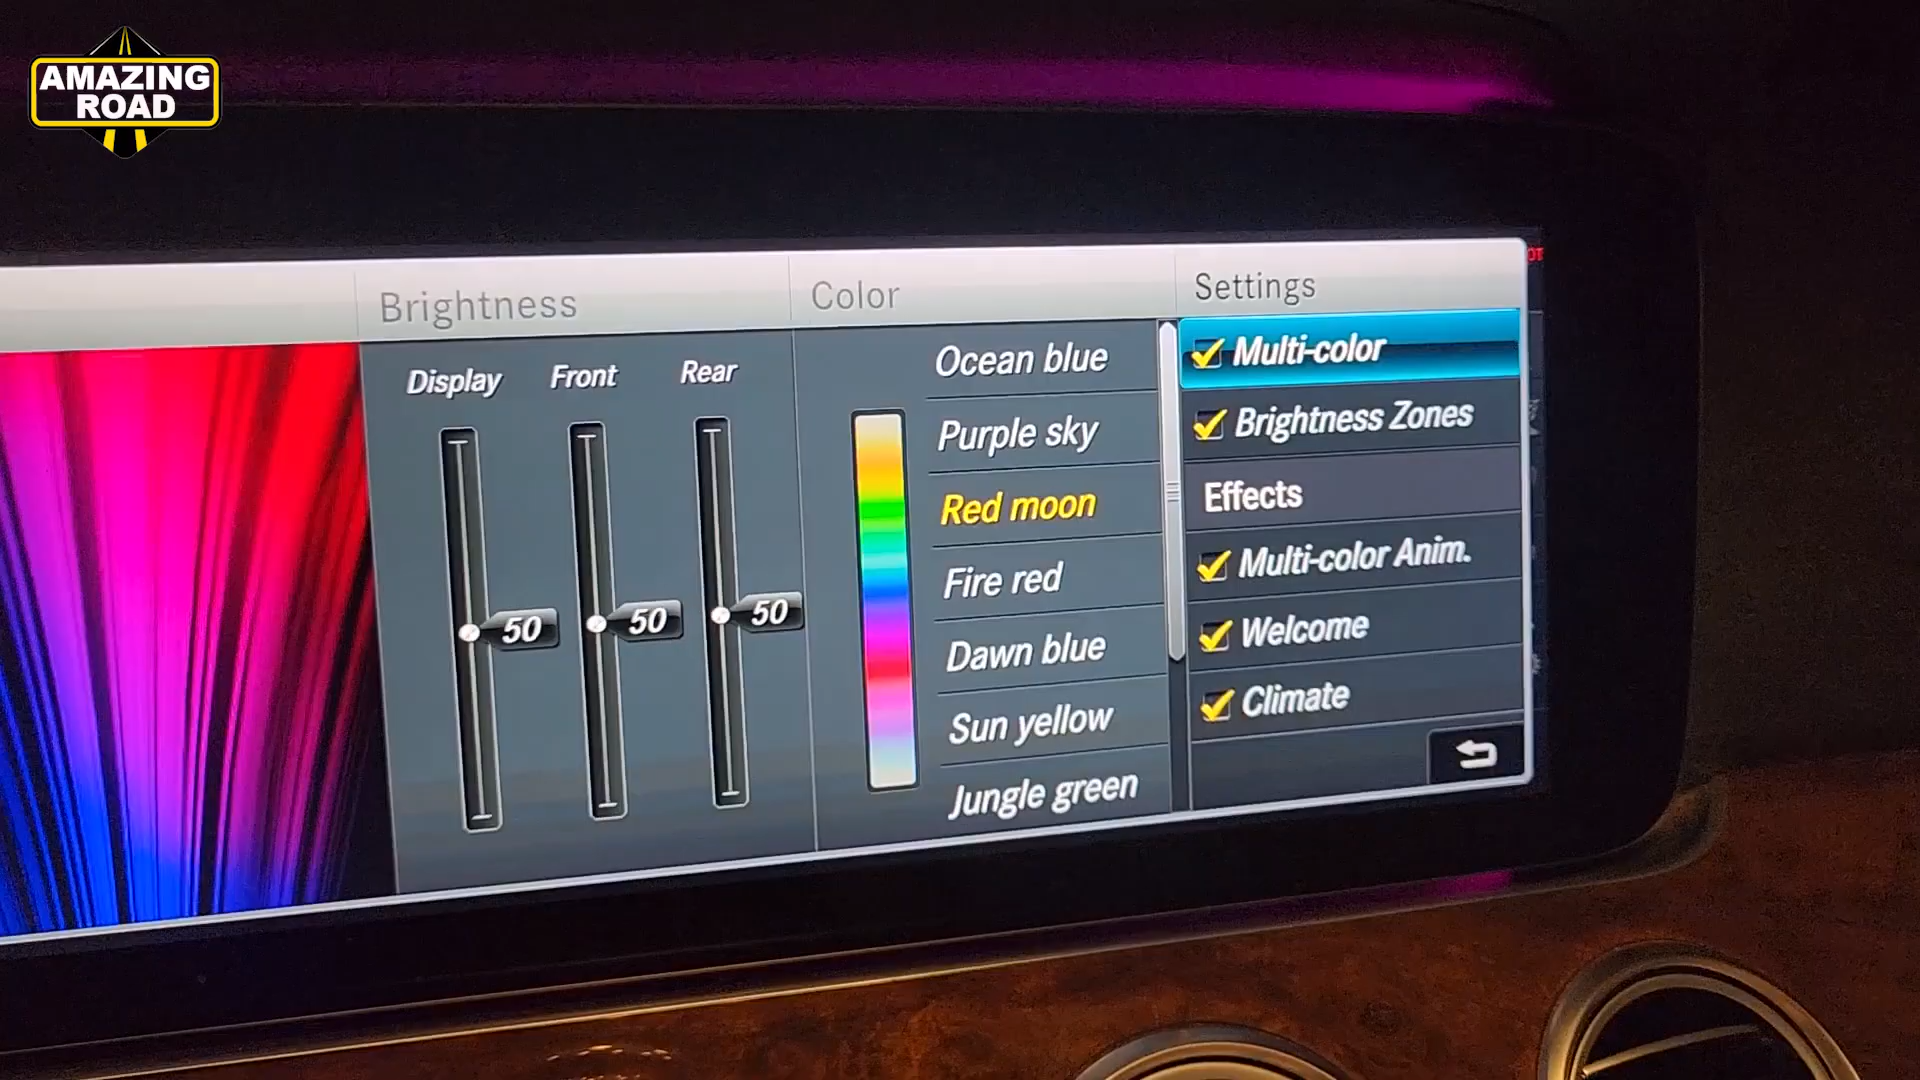 AMAZING
ROAD
Brightness
Color
Settings
Display
Front
Rear
50
50
50
Ocean blue
Purple sky
Red moon
Fire red
Dawn blue
Sun yellow
Jungle green
Multi-color
Brightness Zones
Effects
Multi-color Anim.
Welcome
Climate